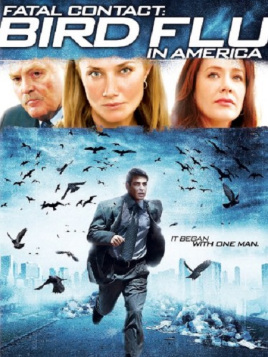 FATAL CONTACT:
BIRD FLU
IN AMERICA
IT BEGAN
WITH ONE MAN.